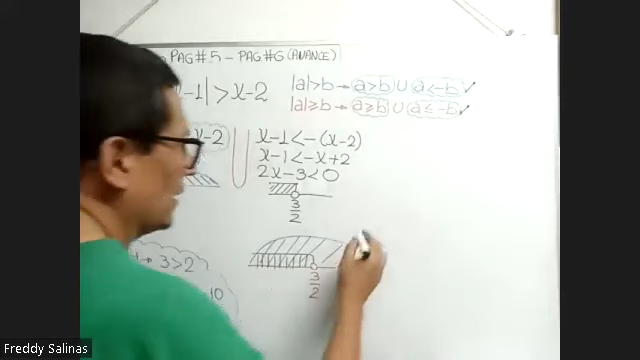 PAG#5 - PAG.#6 (AVANCE)
-1| > x-2
|a|>b → a>b U a<-b ✓
|a|≥b → a≥b U a≤-b ✓
x-2
x-1<-(x-2)
x-1<-x+2
2x-3<0
3/2
3/2
3>2
10
Freddy Salinas